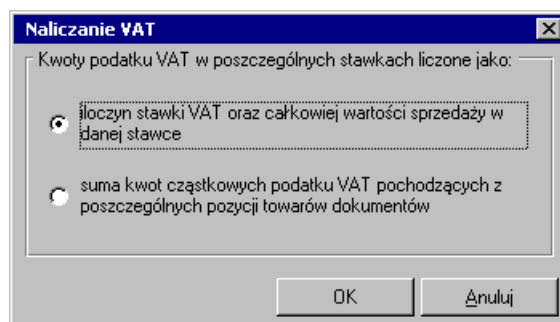 Naliczanie VAT
Kwoty podatku VAT w poszczególnych stawkach liczone jako:
iloczyn stawki VAT oraz całkowiej wartości sprzedaży w
danej stawce
suma kwot cząstkowych podatku VAT pochodzących z
poszczególnych pozycji towarów dokumentów
OK
Anuluj